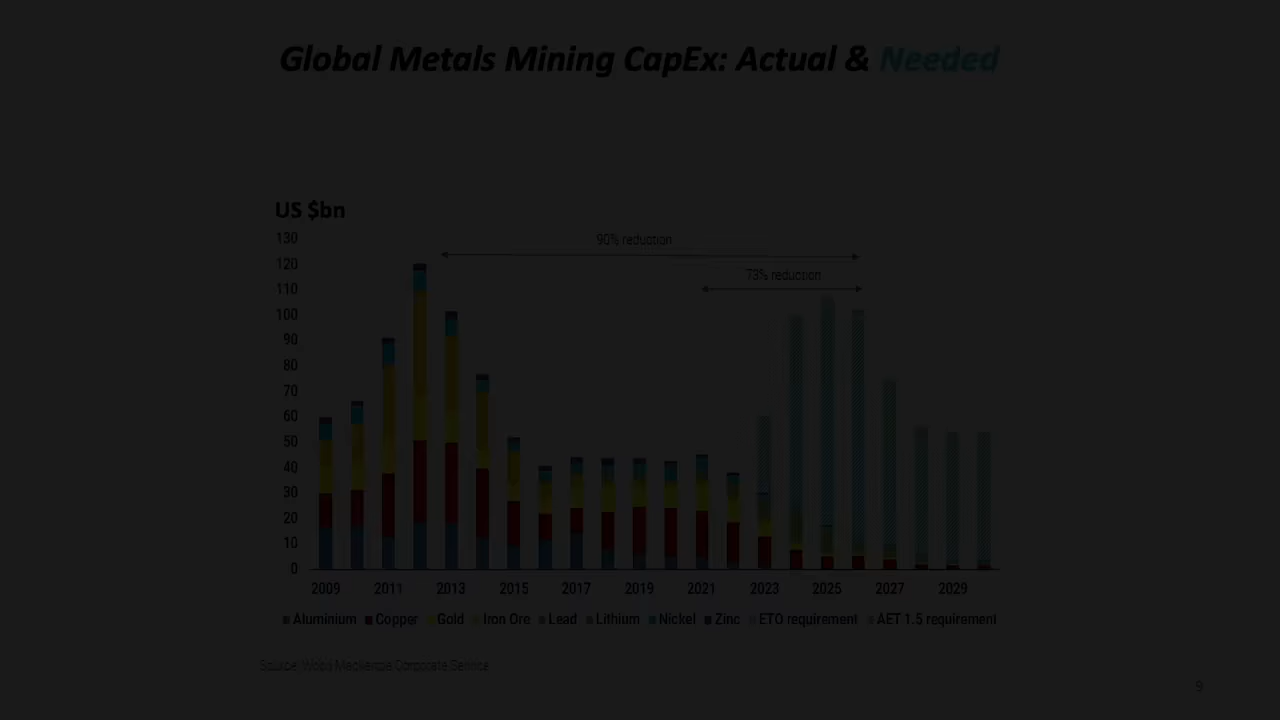 Global Metals Mining CapEx: Actual & Needed
US $bn
130
90% reduction
120
73% reduction
110
100
90
80
70
60
50
40
30
20
10
0
2009 2011 2013 2015 2017 2019 2021 2023 2025 2027 2029
Aluminium Copper Gold Iron Ore Lead Lithium Nickel Zinc ETO requirement AET 1.5 requirement
Source: Corporate Service
9